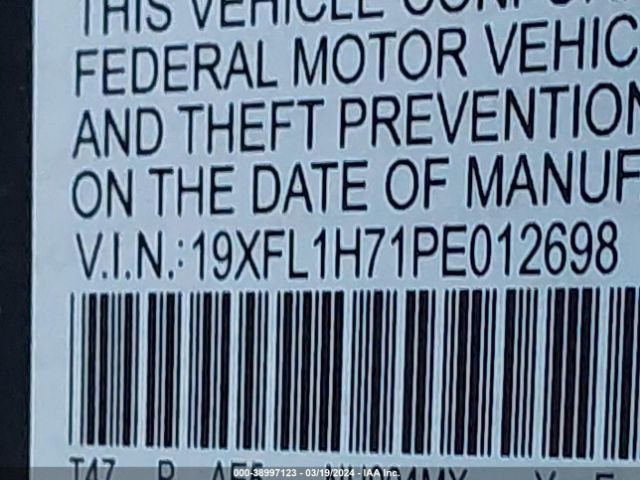 THIS VEHICLE
FEDERAL MOTOR VEHIC
AND THEFT PREVENTION
ON THE DATE OF MANUF
V.I.N.:19XFL1H71PE012698
000-38997123 - 03/19/2024 - IAA Inc.